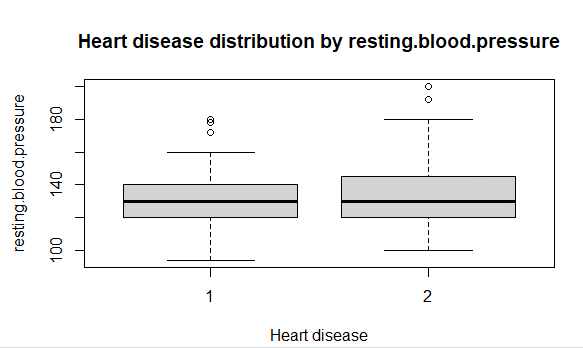 Heart disease distribution by resting.blood.pressure
resting.blood.pressure
180
140
100
1
2
Heart disease